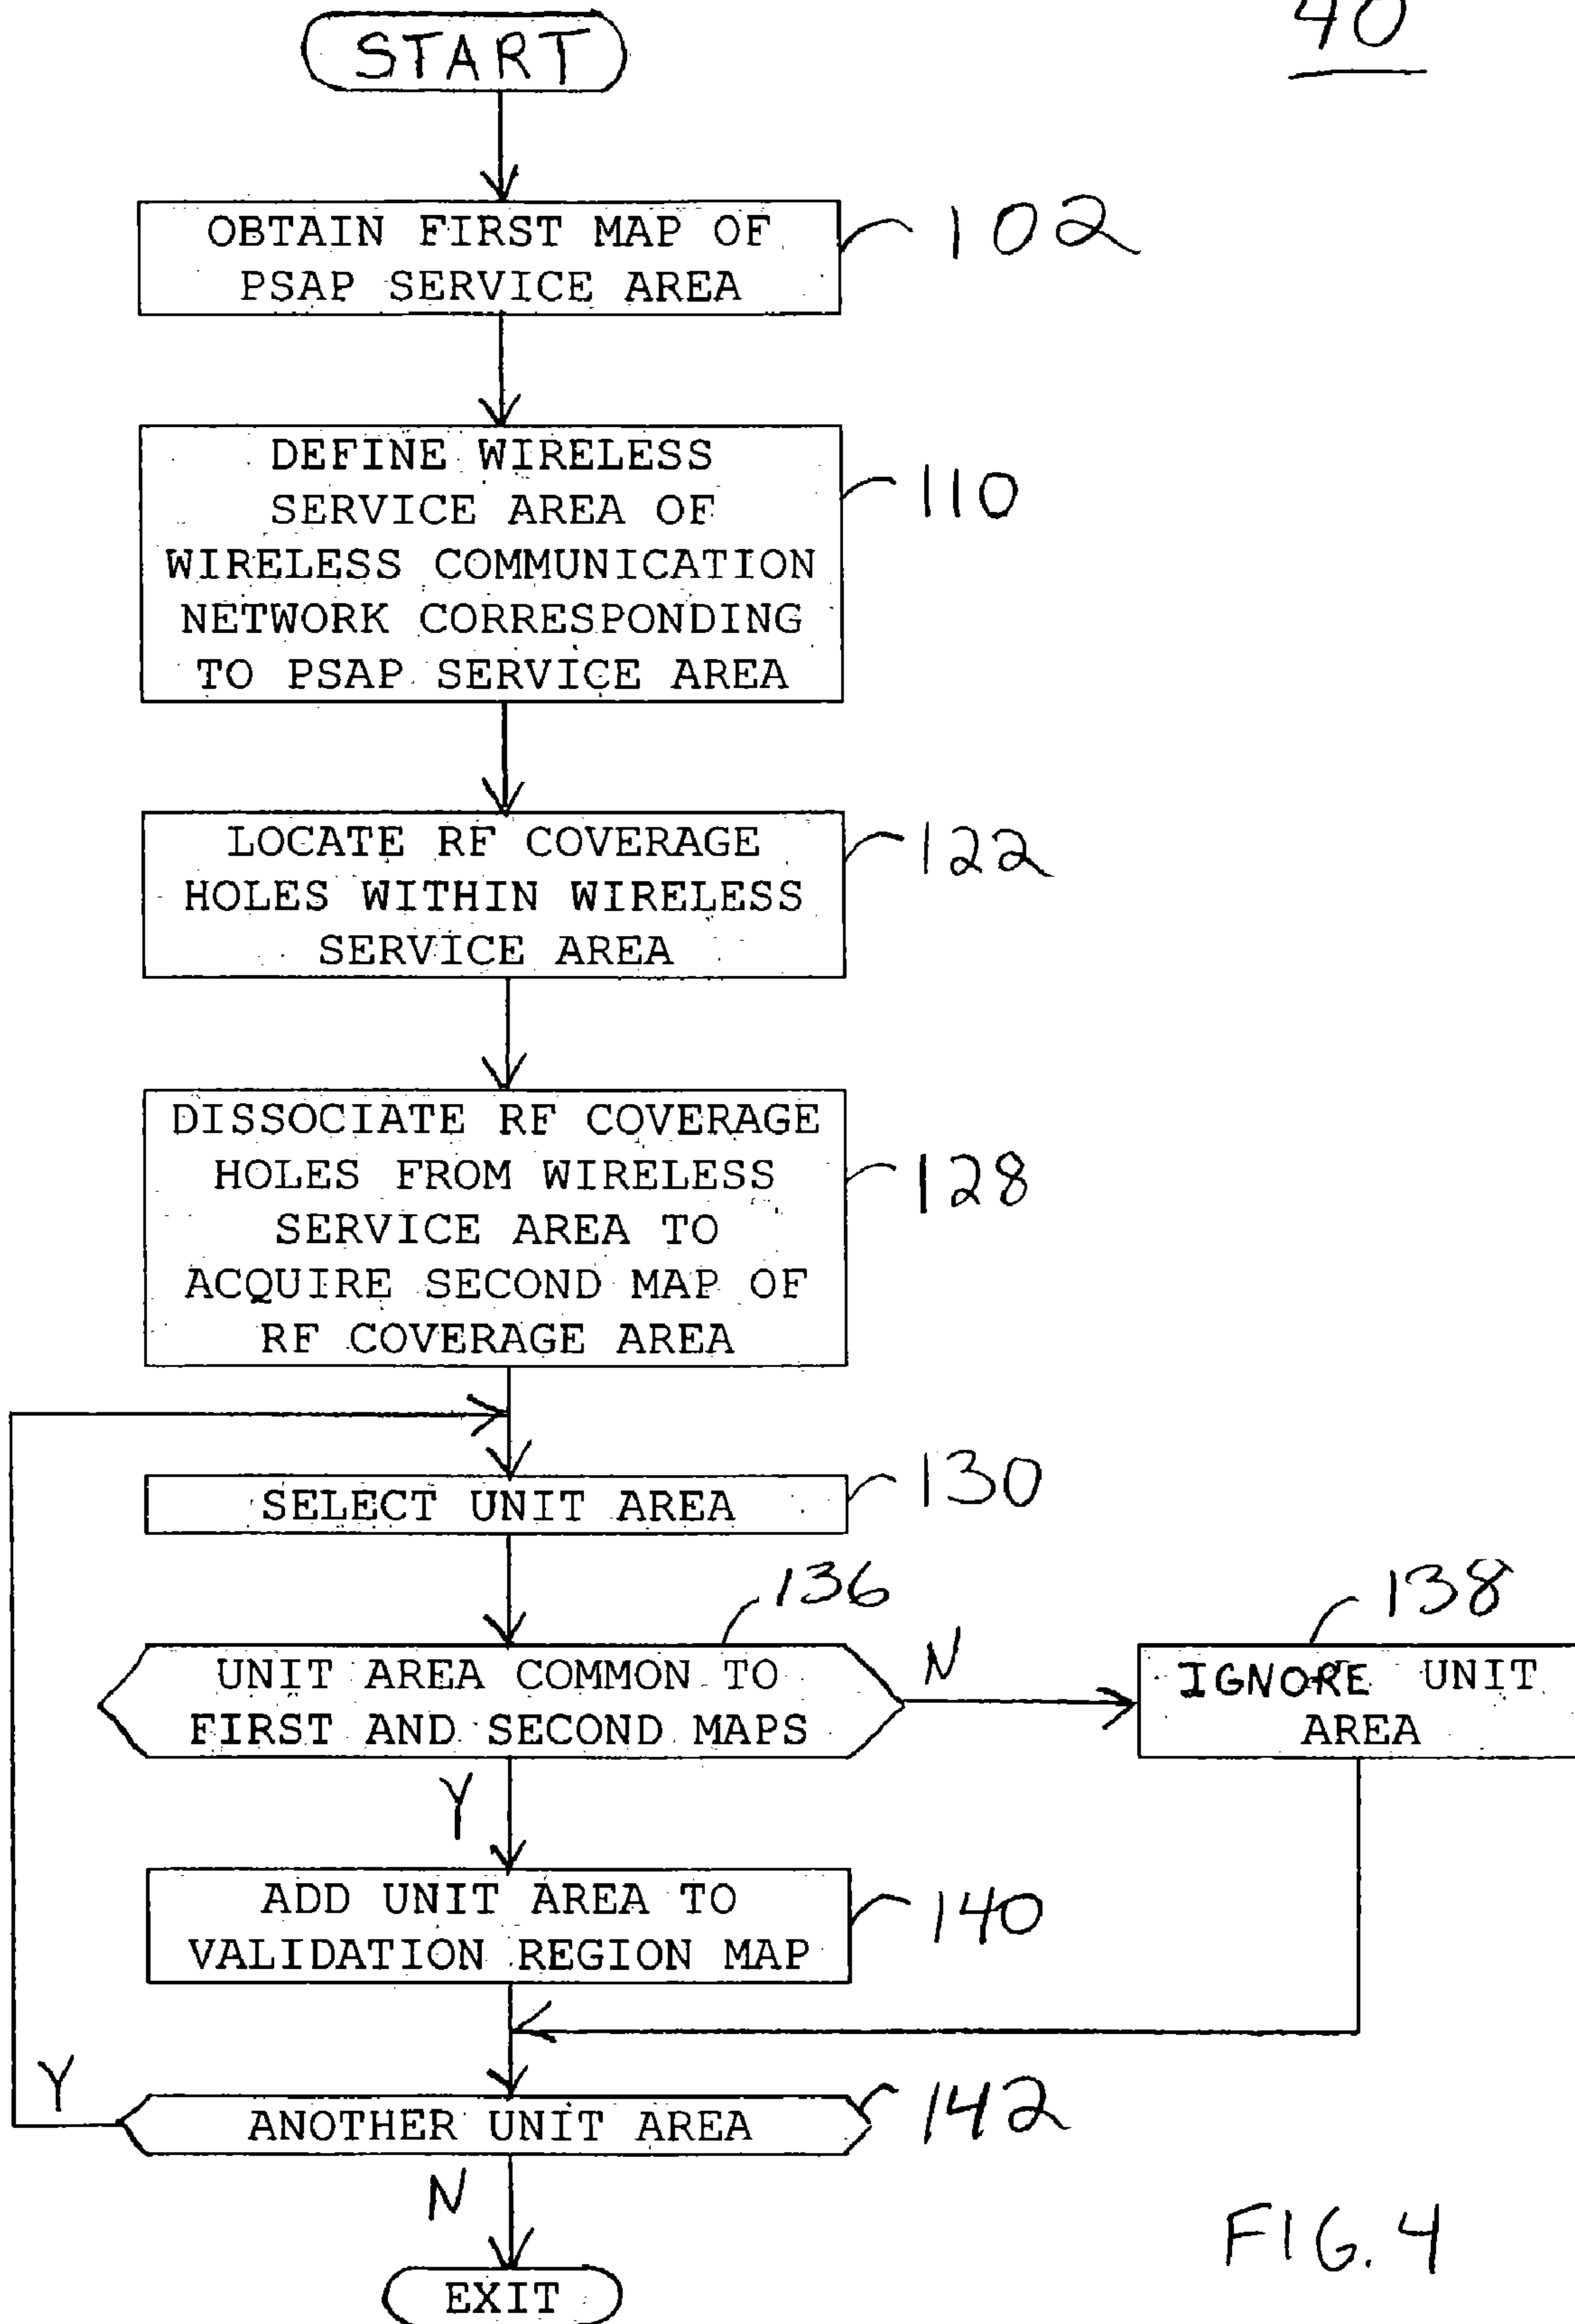 40
START
OBTAIN FIRST MAP OF
PSAP SERVICE AREA
102
DEFINE WIRELESS
SERVICE AREA OF
WIRELESS COMMUNICATION
NETWORK CORRESPONDING
TO PSAP SERVICE AREA
110
LOCATE RF COVERAGE
HOLES WITHIN WIRELESS
SERVICE AREA
122
DISSOCIATE RF COVERAGE
HOLES FROM WIRELESS
SERVICE AREA TO
ACQUIRE SECOND MAP OF
RF COVERAGE AREA
128
SELECT UNIT AREA
130
UNIT AREA COMMON TO
FIRST AND SECOND MAPS
136
N
IGNORE UNIT
AREA
138
Y
ADD UNIT AREA TO
VALIDATION REGION MAP
140
Y
ANOTHER UNIT AREA
142
N
EXIT
FIG. 4